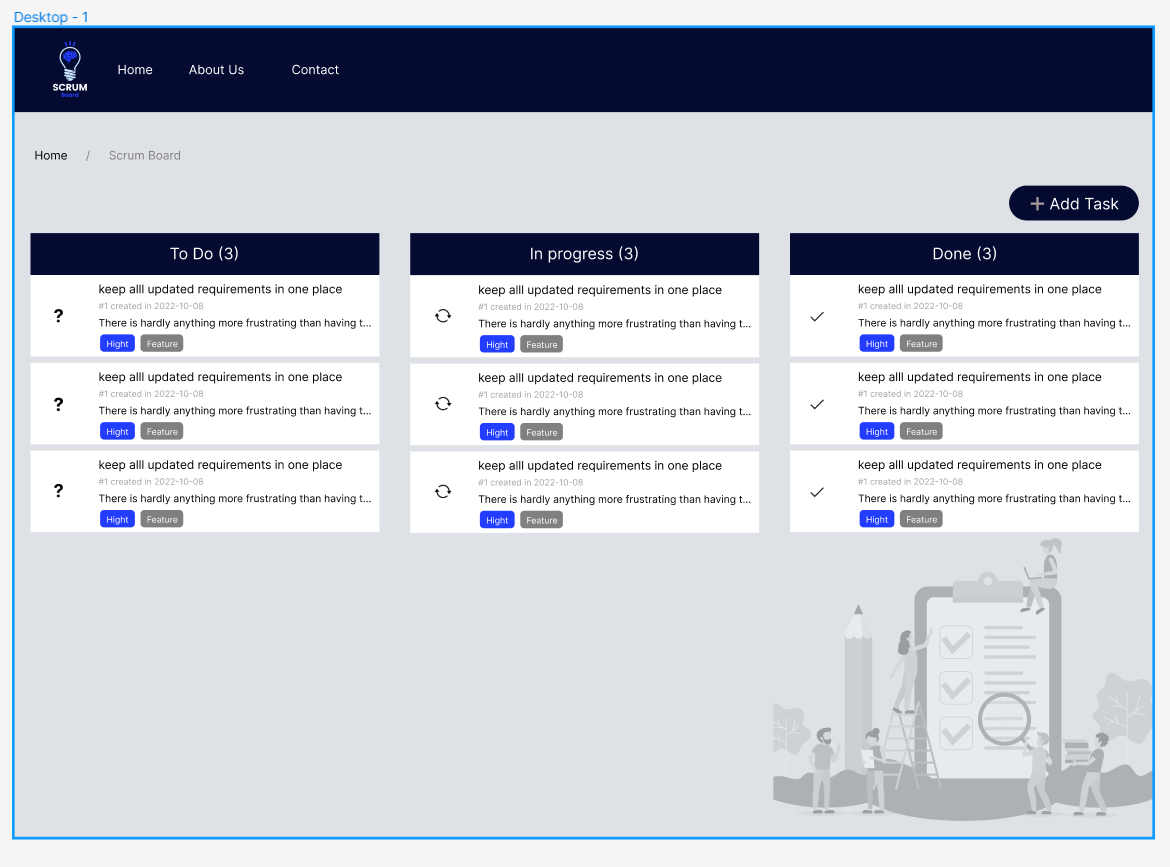 Desktop - 1
SCRUM
Board
Home About Us Contact
Home / Scrum Board
+ Add Task
To Do (3)
keep alll updated requirements in one place
#1 created in 2022-10-08
There is hardly anything more frustrating than having t...
Hight Feature
keep alll updated requirements in one place
#1 created in 2022-10-08
There is hardly anything more frustrating than having t...
Hight Feature
keep alll updated requirements in one place
#1 created in 2022-10-08
There is hardly anything more frustrating than having t...
Hight Feature
In progress (3)
keep alll updated requirements in one place
#1 created in 2022-10-08
There is hardly anything more frustrating than having t...
Hight Feature
keep alll updated requirements in one place
#1 created in 2022-10-08
There is hardly anything more frustrating than having t...
Hight Feature
keep alll updated requirements in one place
#1 created in 2022-10-08
There is hardly anything more frustrating than having t...
Hight Feature
Done (3)
keep alll updated requirements in one place
#1 created in 2022-10-08
There is hardly anything more frustrating than having t...
Hight Feature
keep alll updated requirements in one place
#1 created in 2022-10-08
There is hardly anything more frustrating than having t...
Hight Feature
keep alll updated requirements in one place
#1 created in 2022-10-08
There is hardly anything more frustrating than having t...
Hight Feature